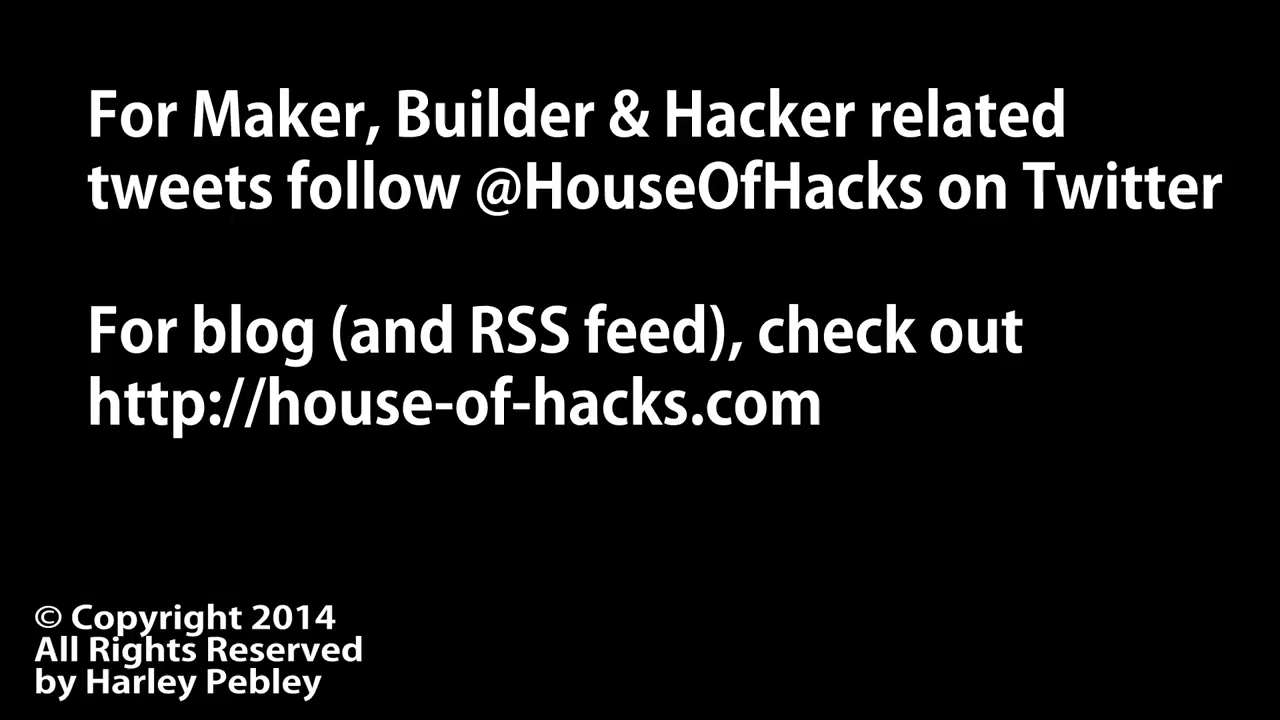 For Maker, Builder & Hacker related
tweets follow @HouseOfHacks on Twitter
For blog (and RSS feed), check out
http://house-of-hacks.com
© Copyright 2014
All Rights Reserved
by Harley Pebley